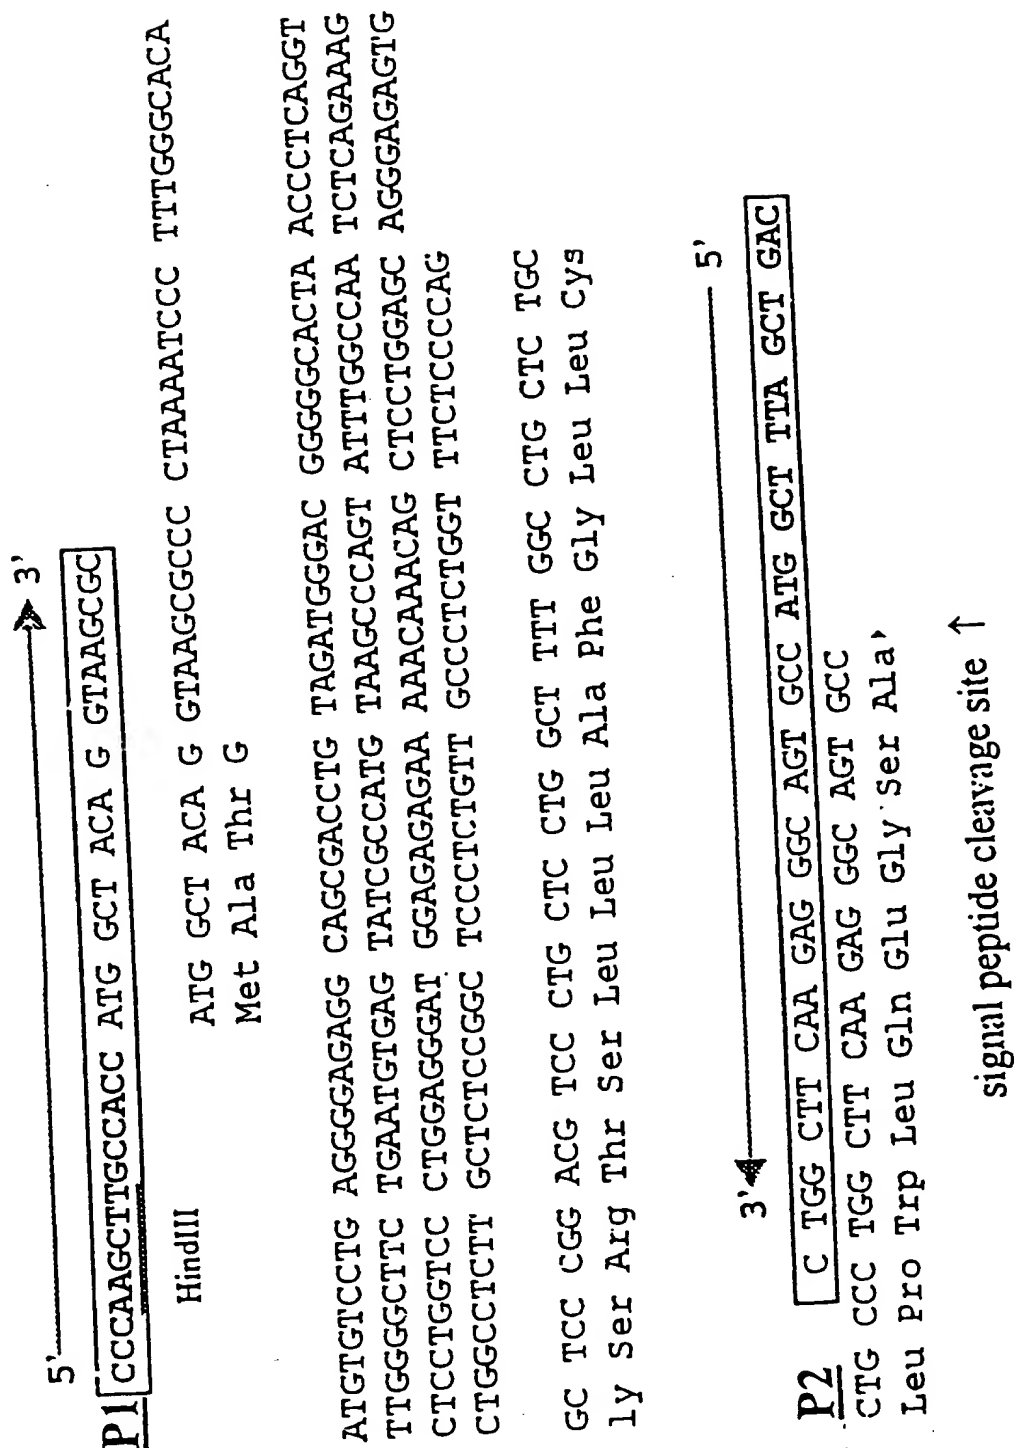 5' 3'
P1 CCCAAGCTTGCCACC ATG GCT ACA G GTAAGCGC
HindIII ATG GCT ACA G GTAAGCGCCC CTAAAATCCC TTTGGGCACA
Met Ala Thr G
ATGTGTCCTG AGGGGAGAGG CAGCGACCTG TAGATGGGAC GGGGGCACTA ACCCTCAGGT
TTGGGGCTTC TGAATGTGAG TATCGCCATG TAAGCCCAGT ATTTGGCCAA TCTCAGAAAG
CTCCTGGTCC CTGGAGGGAT GGAGAGAGAA AAACAAACAG CTCCTGGAGC AGGGAGAGTG
CTGGCCTCTT GCTCTCCGGC TCCCTCTGTT GCCCTCTGGT TTCTCCCCAG
GC TCC CGG ACG TCC CTG CTC CTG GCT TTT GGC CTG CTC TGC
ly Ser Arg Thr Ser Leu Leu Leu Ala Phe Gly Leu Leu Cys
3' 5'
P2 C TGG CTT CAA GAG GGC AGT GCC ATG GCT TTA GCT GAC
CTG CCC TGG CTT CAA GAG GGC AGT GCC
Leu Pro Trp Leu Gln Glu Gly Ser Ala'
signal peptide cleavage site ↑